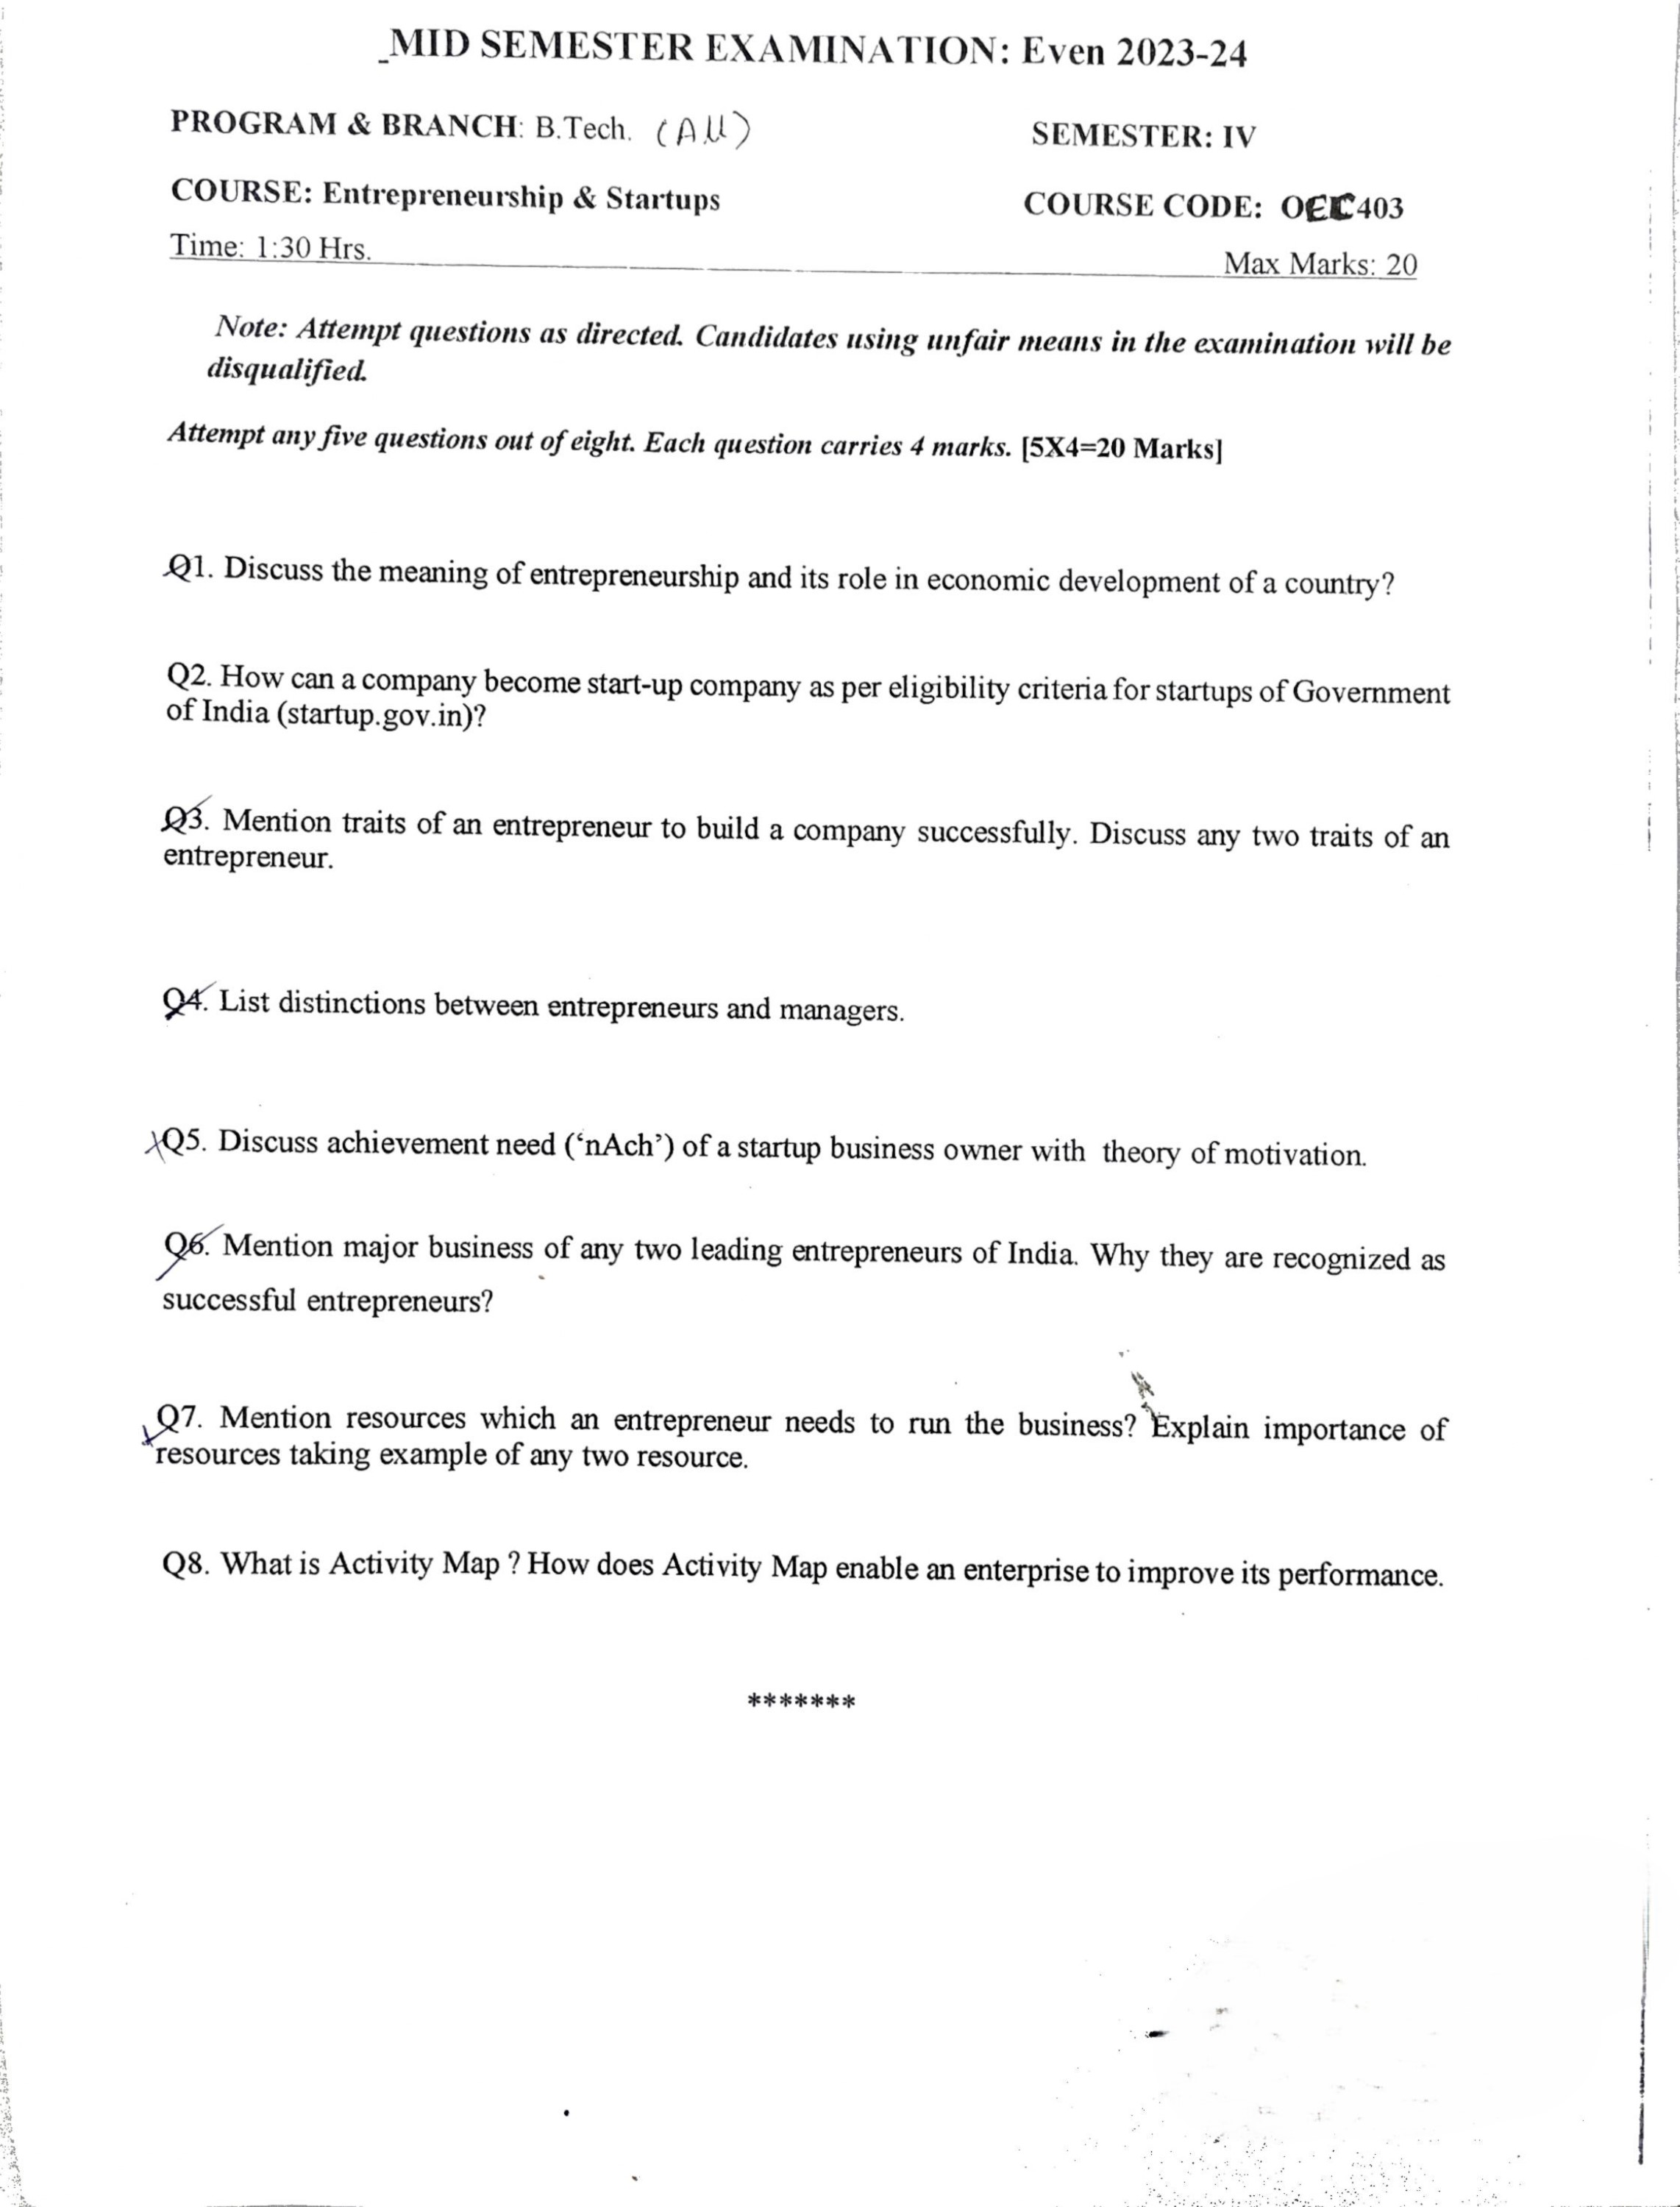 MID SEMESTER EXAMINATION: Even 2023-24
PROGRAM & BRANCH: B.Tech. (All)
SEMESTER: IV
COURSE: Entrepreneurship & Startups
COURSE CODE: OEC403
Time: 1:30 Hrs.
Max Marks: 20
Note: Attempt questions as directed. Candidates using unfair means in the examination will be
disqualified.
Attempt any five questions out of eight. Each question carries 4 marks. [5X4=20 Marks]
Q1. Discuss the meaning of entrepreneurship and its role in economic development of a country?
Q2. How can a company become start-up company as per eligibility criteria for startups of Government
of India (startup.gov.in)?
Q3. Mention traits of an entrepreneur to build a company successfully. Discuss any two traits of an
entrepreneur.
Q4. List distinctions between entrepreneurs and managers.
Q5. Discuss achievement need (‘nAch’) of a startup business owner with theory of motivation.
Q6. Mention major business of any two leading entrepreneurs of India. Why they are recognized as
successful entrepreneurs?
Q7. Mention resources which an entrepreneur needs to run the business? Explain importance of
resources taking example of any two resource.
Q8. What is Activity Map ? How does Activity Map enable an enterprise to improve its performance.
*******